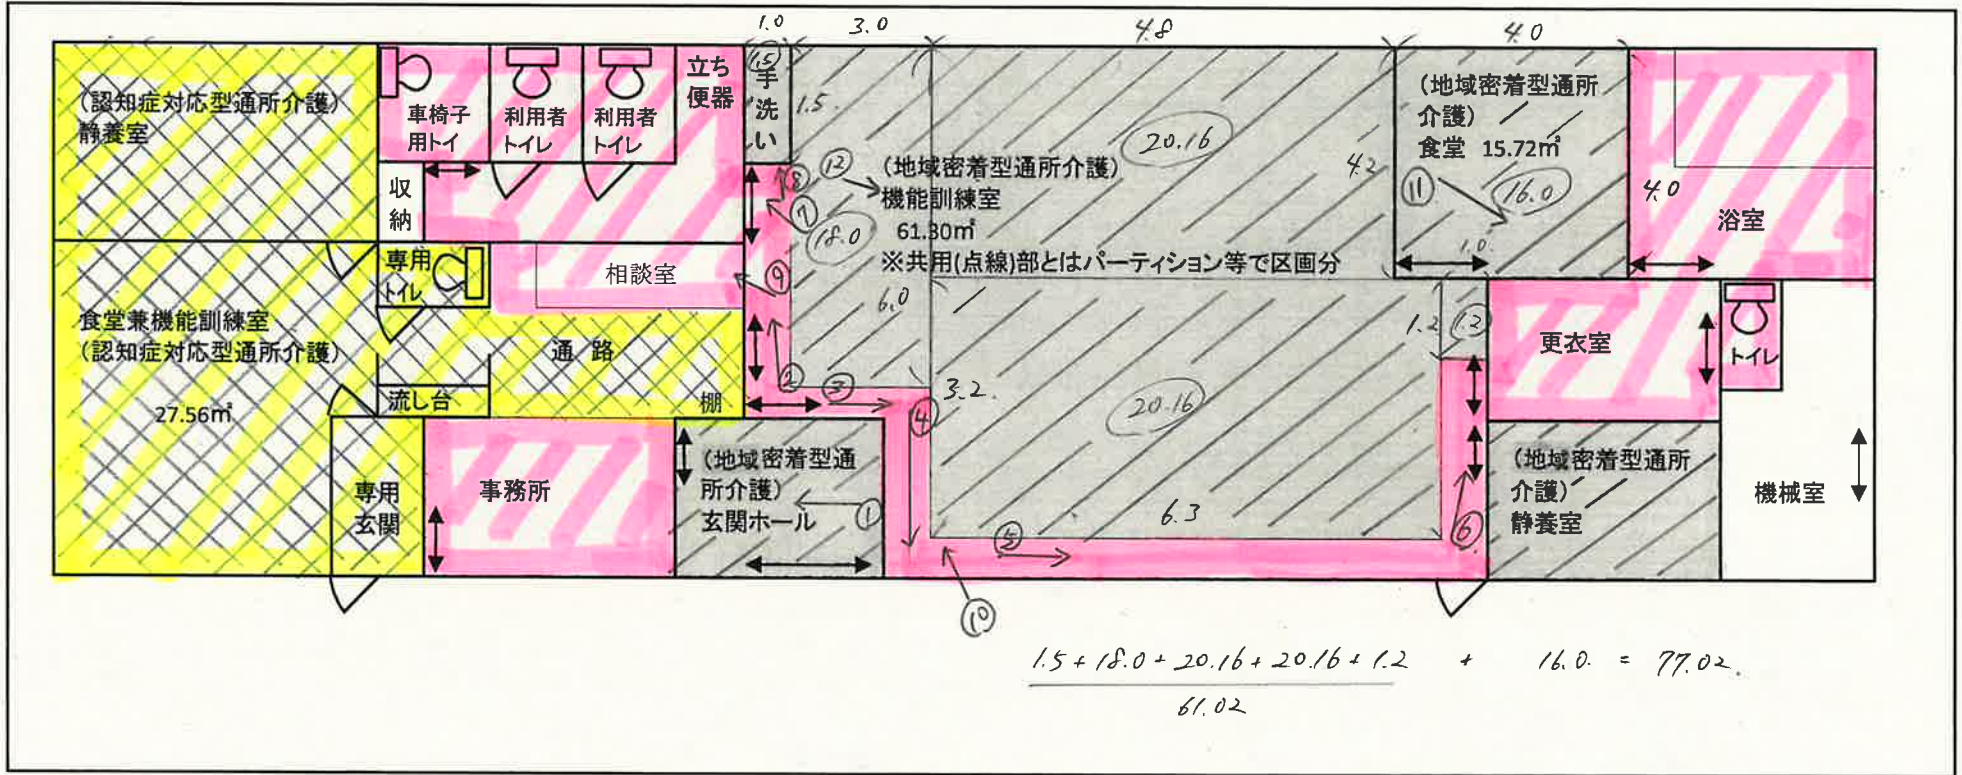 1.0
3.0
4.8
4.0
(認知症対応型通所介護)
静養室
車椅子
用トイ
利用者
トイレ
利用者
トイレ
立ち
便器
1.5
手
洗
い
1.5
収
納
⑧
⑦
⑫
(地域密着型通所介護)
機能訓練室
61.30㎡
※共用(点線)部とはパーティション等で区画分
18.0
6.0
20.16
4.2
(地域密着型通所
介護)
食堂 15.72㎡
⑪
16.0
1.0
4.0
浴室
専用
トイレ
相談室
⑨
食堂兼機能訓練室
(認知症対応型通所介護)
27.56㎡
通 路
流し台
棚
②
③
④
3.2
20.16
1.2
1.2
更衣室
トイレ
専用
玄関
事務所
(地域密着型通
所介護)
玄関ホール
①
6.3
⑤
⑥
⑩
(地域密着型通所
介護)
静養室
機械室
1.5+18.0+20.16+20.16+1.2 + 16.0. = 77.02.
61.02